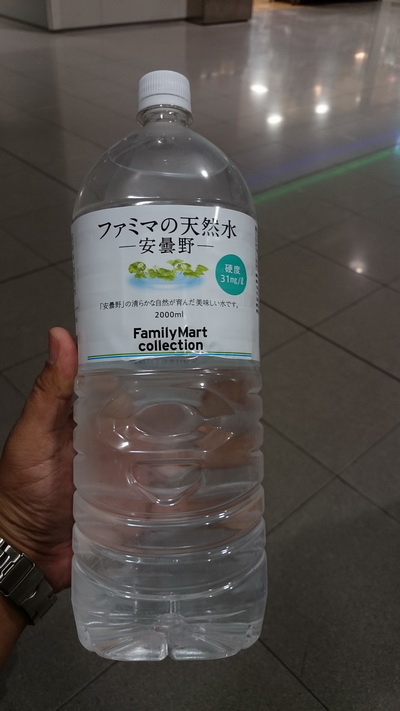 ファミマの天然水
―安曇野―
硬度
31mg/ℓ
「安曇野」の清らかな自然が育んだ美味しい水です。
2000ml
FamilyMart
collection